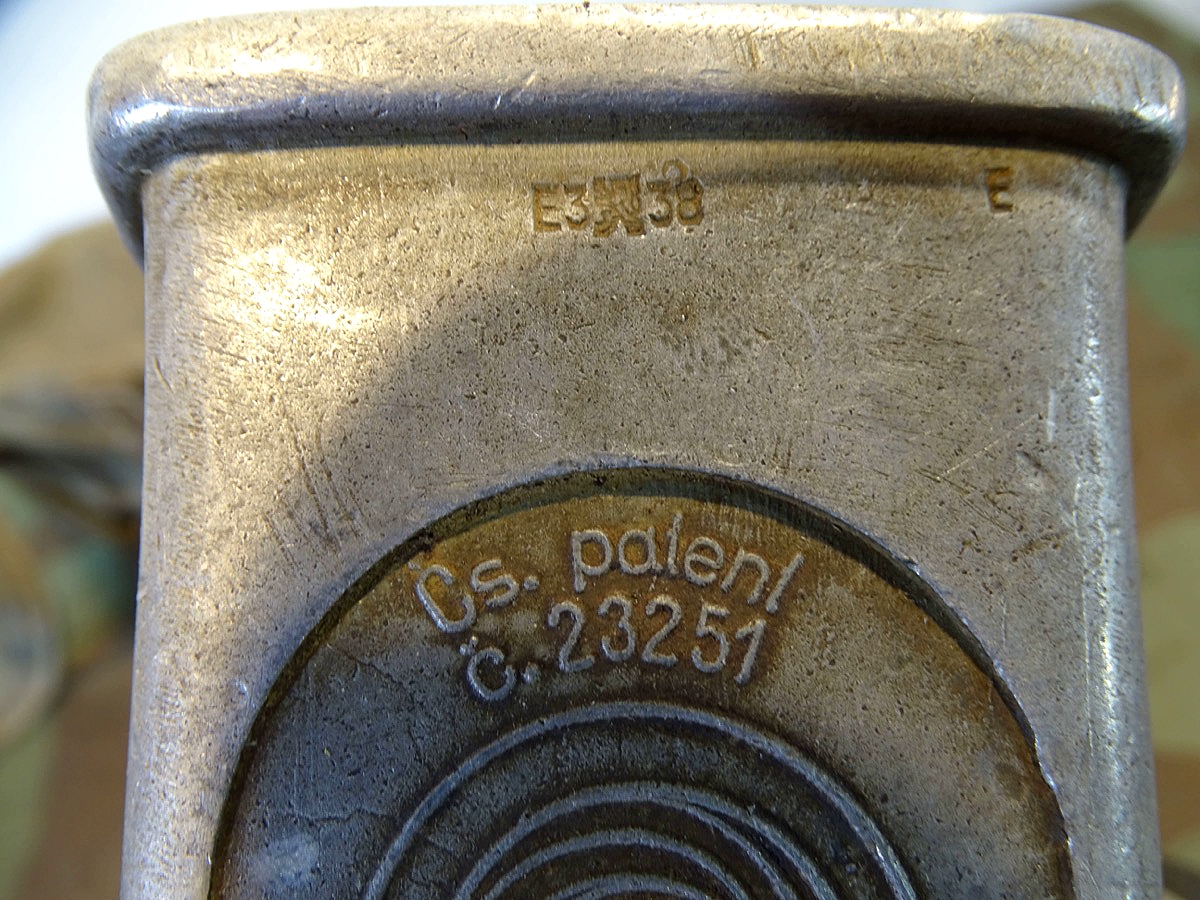 E3 38 E
Čs. patent
č. 23251